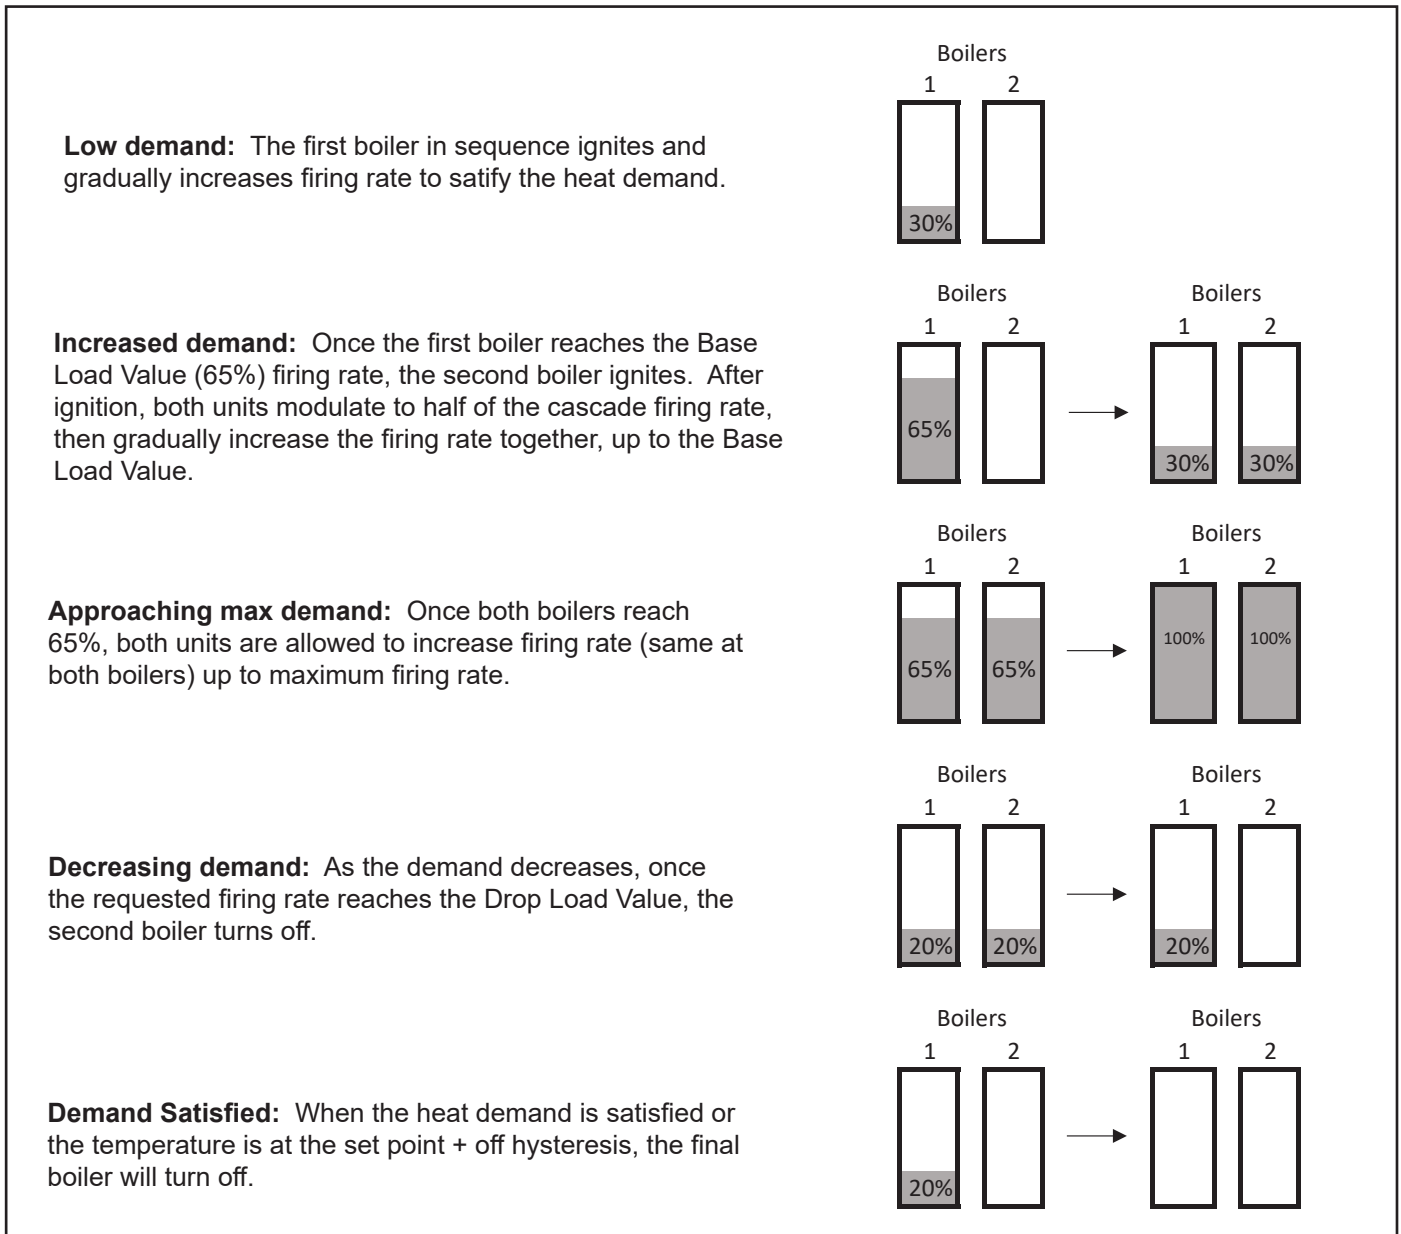 Boilers
1 2
Low demand: The first boiler in sequence ignites and
gradually increases firing rate to satify the heat demand.
30%
Boilers Boilers
1 2 1 2
Increased demand: Once the first boiler reaches the Base
Load Value (65%) firing rate, the second boiler ignites. After
ignition, both units modulate to half of the cascade firing rate,
then gradually increase the firing rate together, up to the Base
Load Value.
65% 30% 30%
Boilers Boilers
1 2 1 2
Approaching max demand: Once both boilers reach
65%, both units are allowed to increase firing rate (same at
both boilers) up to maximum firing rate.
65% 65% 100% 100%
Boilers Boilers
1 2 1 2
Decreasing demand: As the demand decreases, once
the requested firing rate reaches the Drop Load Value, the
second boiler turns off.
20% 20% 20%
Boilers Boilers
1 2 1 2
Demand Satisfied: When the heat demand is satisfied or
the temperature is at the set point + off hysteresis, the final
boiler will turn off.
20%